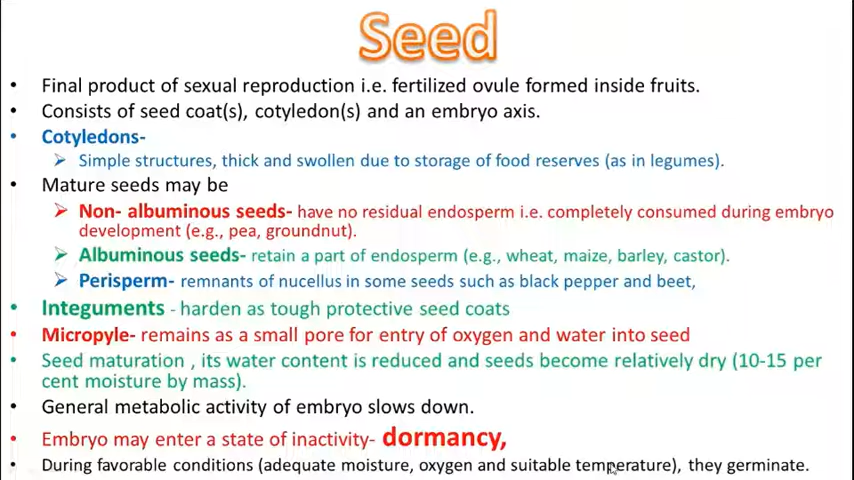 Seed
• Final product of sexual reproduction i.e. fertilized ovule formed inside fruits.
• Consists of seed coat(s), cotyledon(s) and an embryo axis.
• Cotyledons-
➢ Simple structures, thick and swollen due to storage of food reserves (as in legumes).
• Mature seeds may be
➢ Non- albuminous seeds- have no residual endosperm i.e. completely consumed during embryo
development (e.g., pea, groundnut).
➢ Albuminous seeds- retain a part of endosperm (e.g., wheat, maize, barley, castor).
➢ Perisperm- remnants of nucellus in some seeds such as black pepper and beet,
• Integuments - harden as tough protective seed coats
• Micropyle- remains as a small pore for entry of oxygen and water into seed
• Seed maturation , its water content is reduced and seeds become relatively dry (10-15 per
cent moisture by mass).
• General metabolic activity of embryo slows down.
• Embryo may enter a state of inactivity- dormancy,
• During favorable conditions (adequate moisture, oxygen and suitable temperature), they germinate.